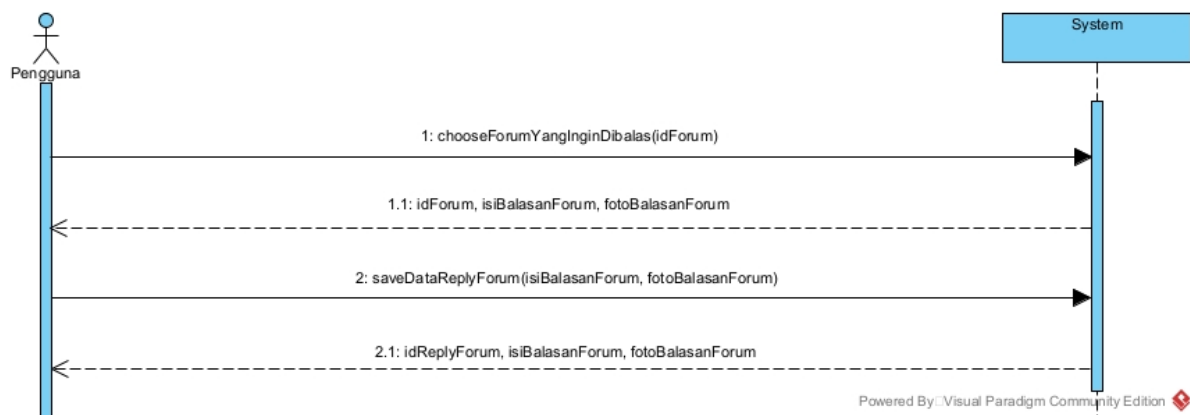 System
Pengguna
1: chooseForumYangInginDibalas(idForum)
1.1: idForum, isiBalasanForum, fotoBalasanForum
2: saveDataReplyForum(isiBalasanForum, fotoBalasanForum)
2.1: idReplyForum, isiBalasanForum, fotoBalasanForum
Powered By Visual Paradigm Community Edition